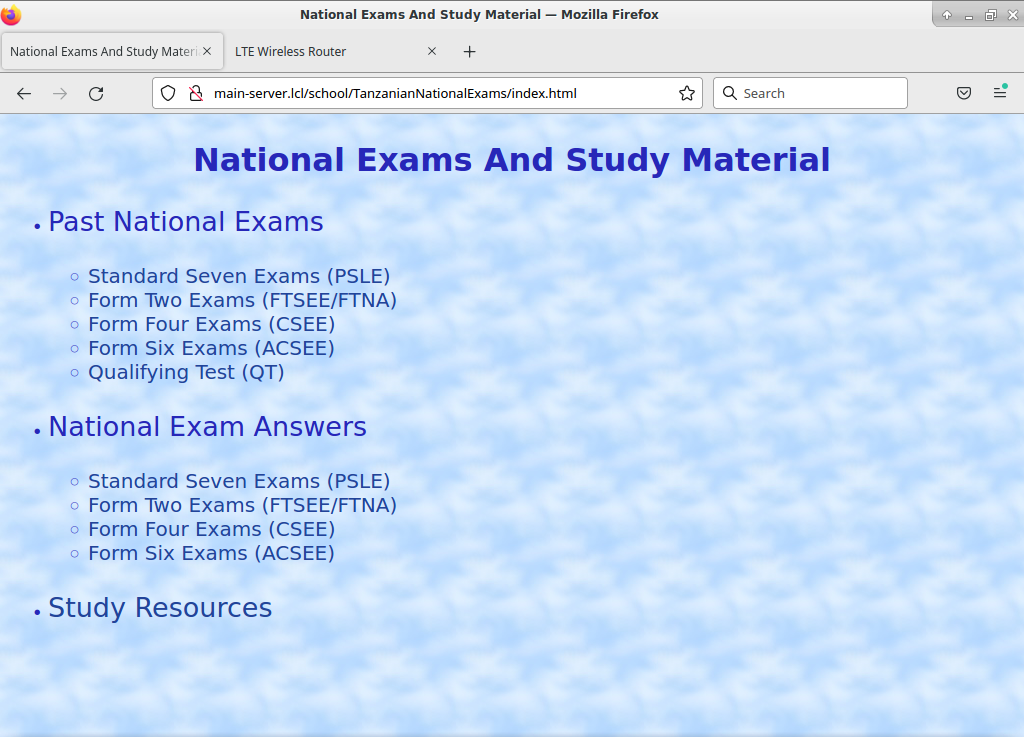 National Exams And Study Material — Mozilla Firefox
National Exams And Study Materi
LTE Wireless Router
main-server.lcl/school/TanzanianNationalExams/index.html
Search
National Exams And Study Material
Past National Exams
Standard Seven Exams (PSLE)
Form Two Exams (FTSEE/FTNA)
Form Four Exams (CSEE)
Form Six Exams (ACSEE)
Qualifying Test (QT)
National Exam Answers
Standard Seven Exams (PSLE)
Form Two Exams (FTSEE/FTNA)
Form Four Exams (CSEE)
Form Six Exams (ACSEE)
Study Resources